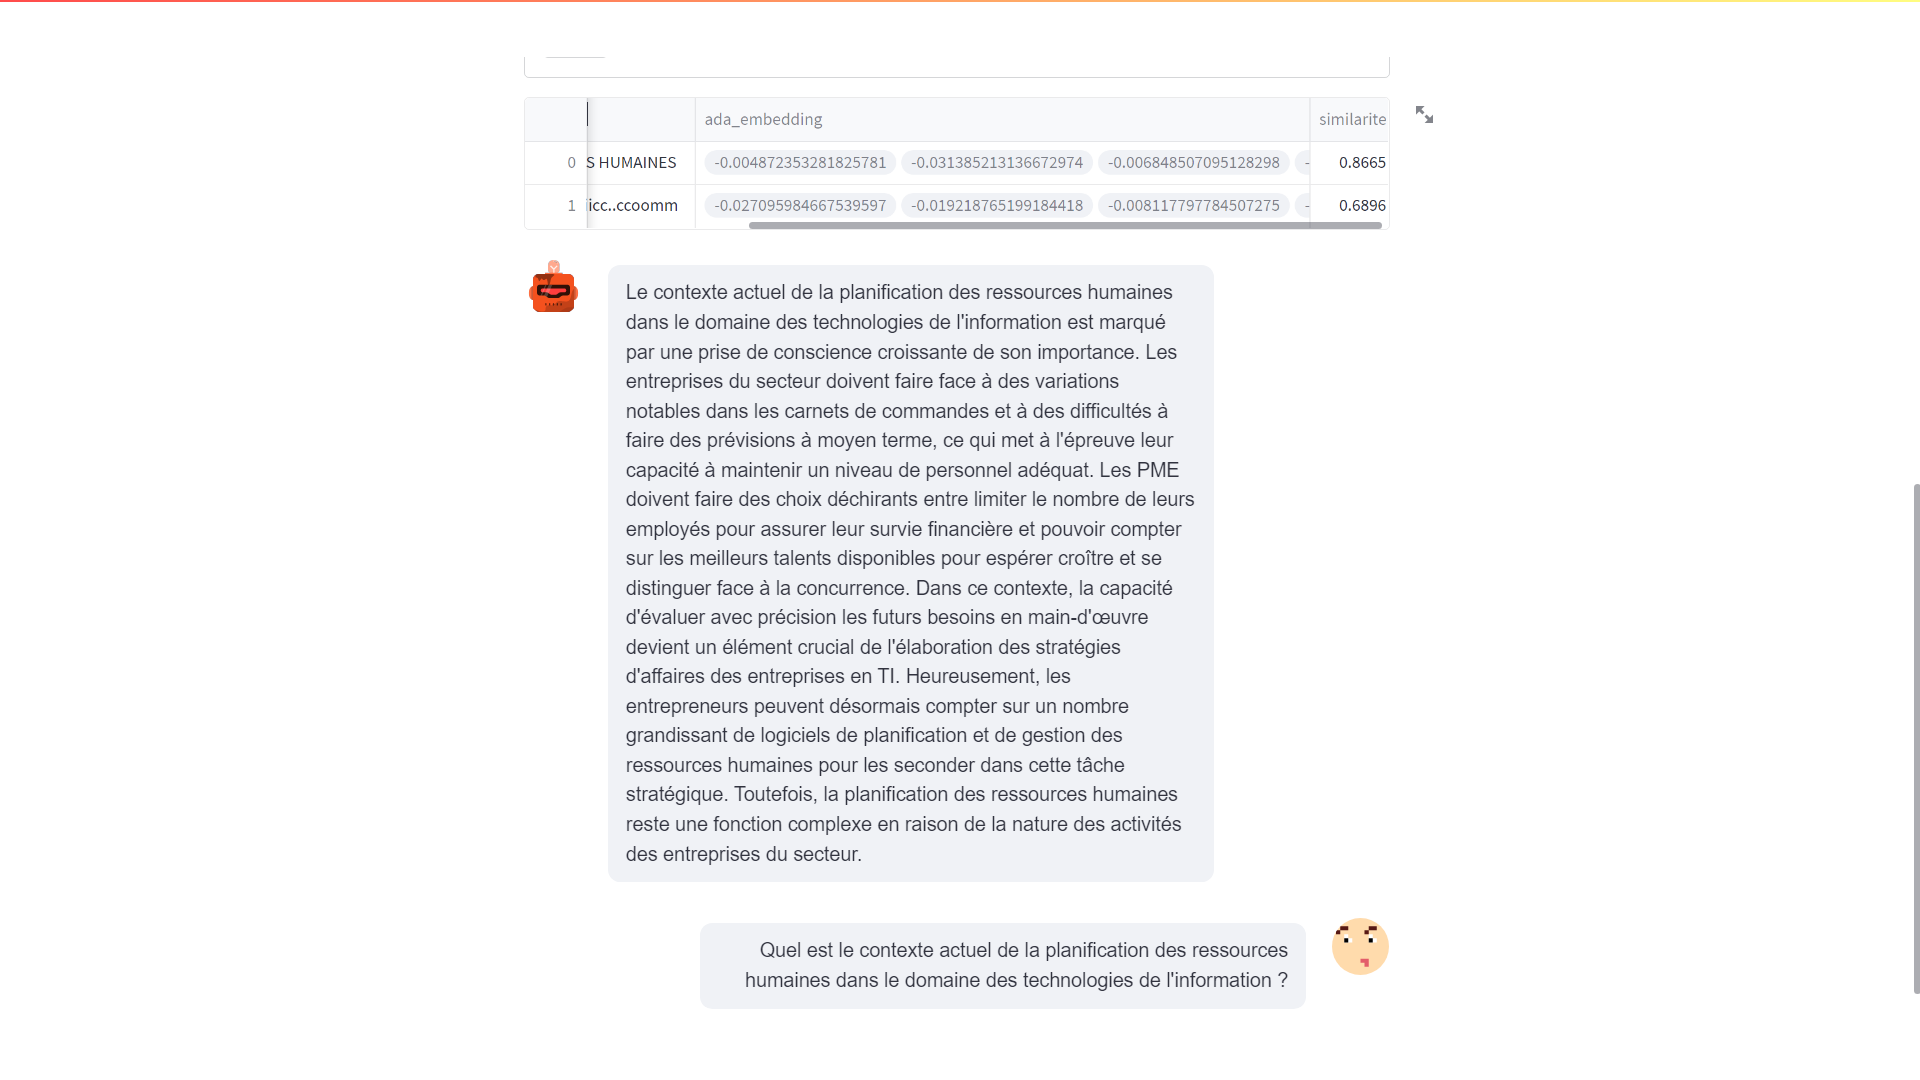 ada_embedding similarite
0 S HUMAINES -0.004872353281825781 -0.031385213136672974 -0.006848507095128298 - 0.8665
1 icc..ccoomm -0.027095984667539597 -0.019218765199184418 -0.008117797784507275 - 0.6896
Le contexte actuel de la planification des ressources humaines
dans le domaine des technologies de l'information est marqué
par une prise de conscience croissante de son importance. Les
entreprises du secteur doivent faire face à des variations
notables dans les carnets de commandes et à des difficultés à
faire des prévisions à moyen terme, ce qui met à l'épreuve leur
capacité à maintenir un niveau de personnel adéquat. Les PME
doivent faire des choix déchirants entre limiter le nombre de leurs
employés pour assurer leur survie financière et pouvoir compter
sur les meilleurs talents disponibles pour espérer croître et se
distinguer face à la concurrence. Dans ce contexte, la capacité
d'évaluer avec précision les futurs besoins en main-d'œuvre
devient un élément crucial de l'élaboration des stratégies
d'affaires des entreprises en TI. Heureusement, les
entrepreneurs peuvent désormais compter sur un nombre
grandissant de logiciels de planification et de gestion des
ressources humaines pour les seconder dans cette tâche
stratégique. Toutefois, la planification des ressources humaines
reste une fonction complexe en raison de la nature des activités
des entreprises du secteur.
Quel est le contexte actuel de la planification des ressources
humaines dans le domaine des technologies de l'information ?